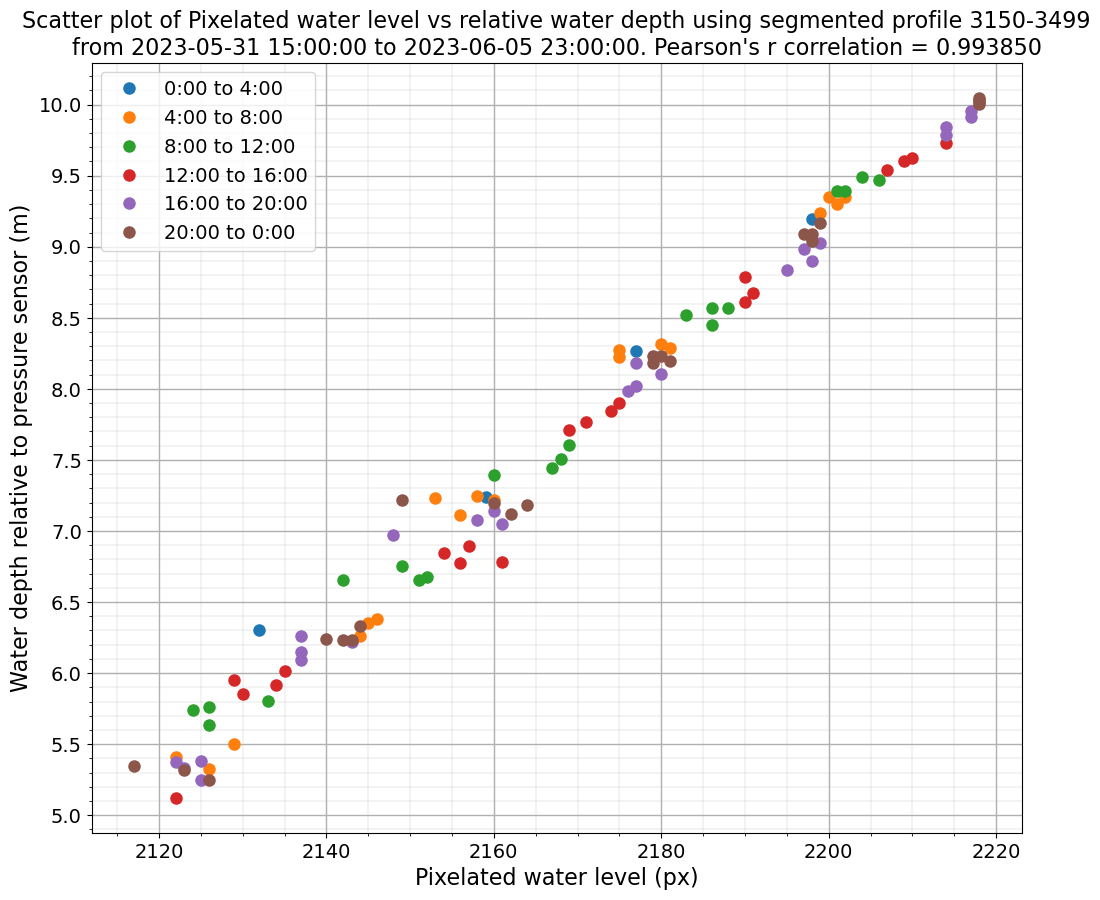 Scatter plot of Pixelated water level vs relative water depth using segmented profile 3150-3499
from 2023-05-31 15:00:00 to 2023-06-05 23:00:00. Pearson's r correlation = 0.993850
0:00 to 4:00
4:00 to 8:00
8:00 to 12:00
12:00 to 16:00
16:00 to 20:00
20:00 to 0:00
Water depth relative to pressure sensor (m)
10.0
9.5
9.0
8.5
8.0
7.5
7.0
6.5
6.0
5.5
5.0
2120 2140 2160 2180 2200 2220
Pixelated water level (px)